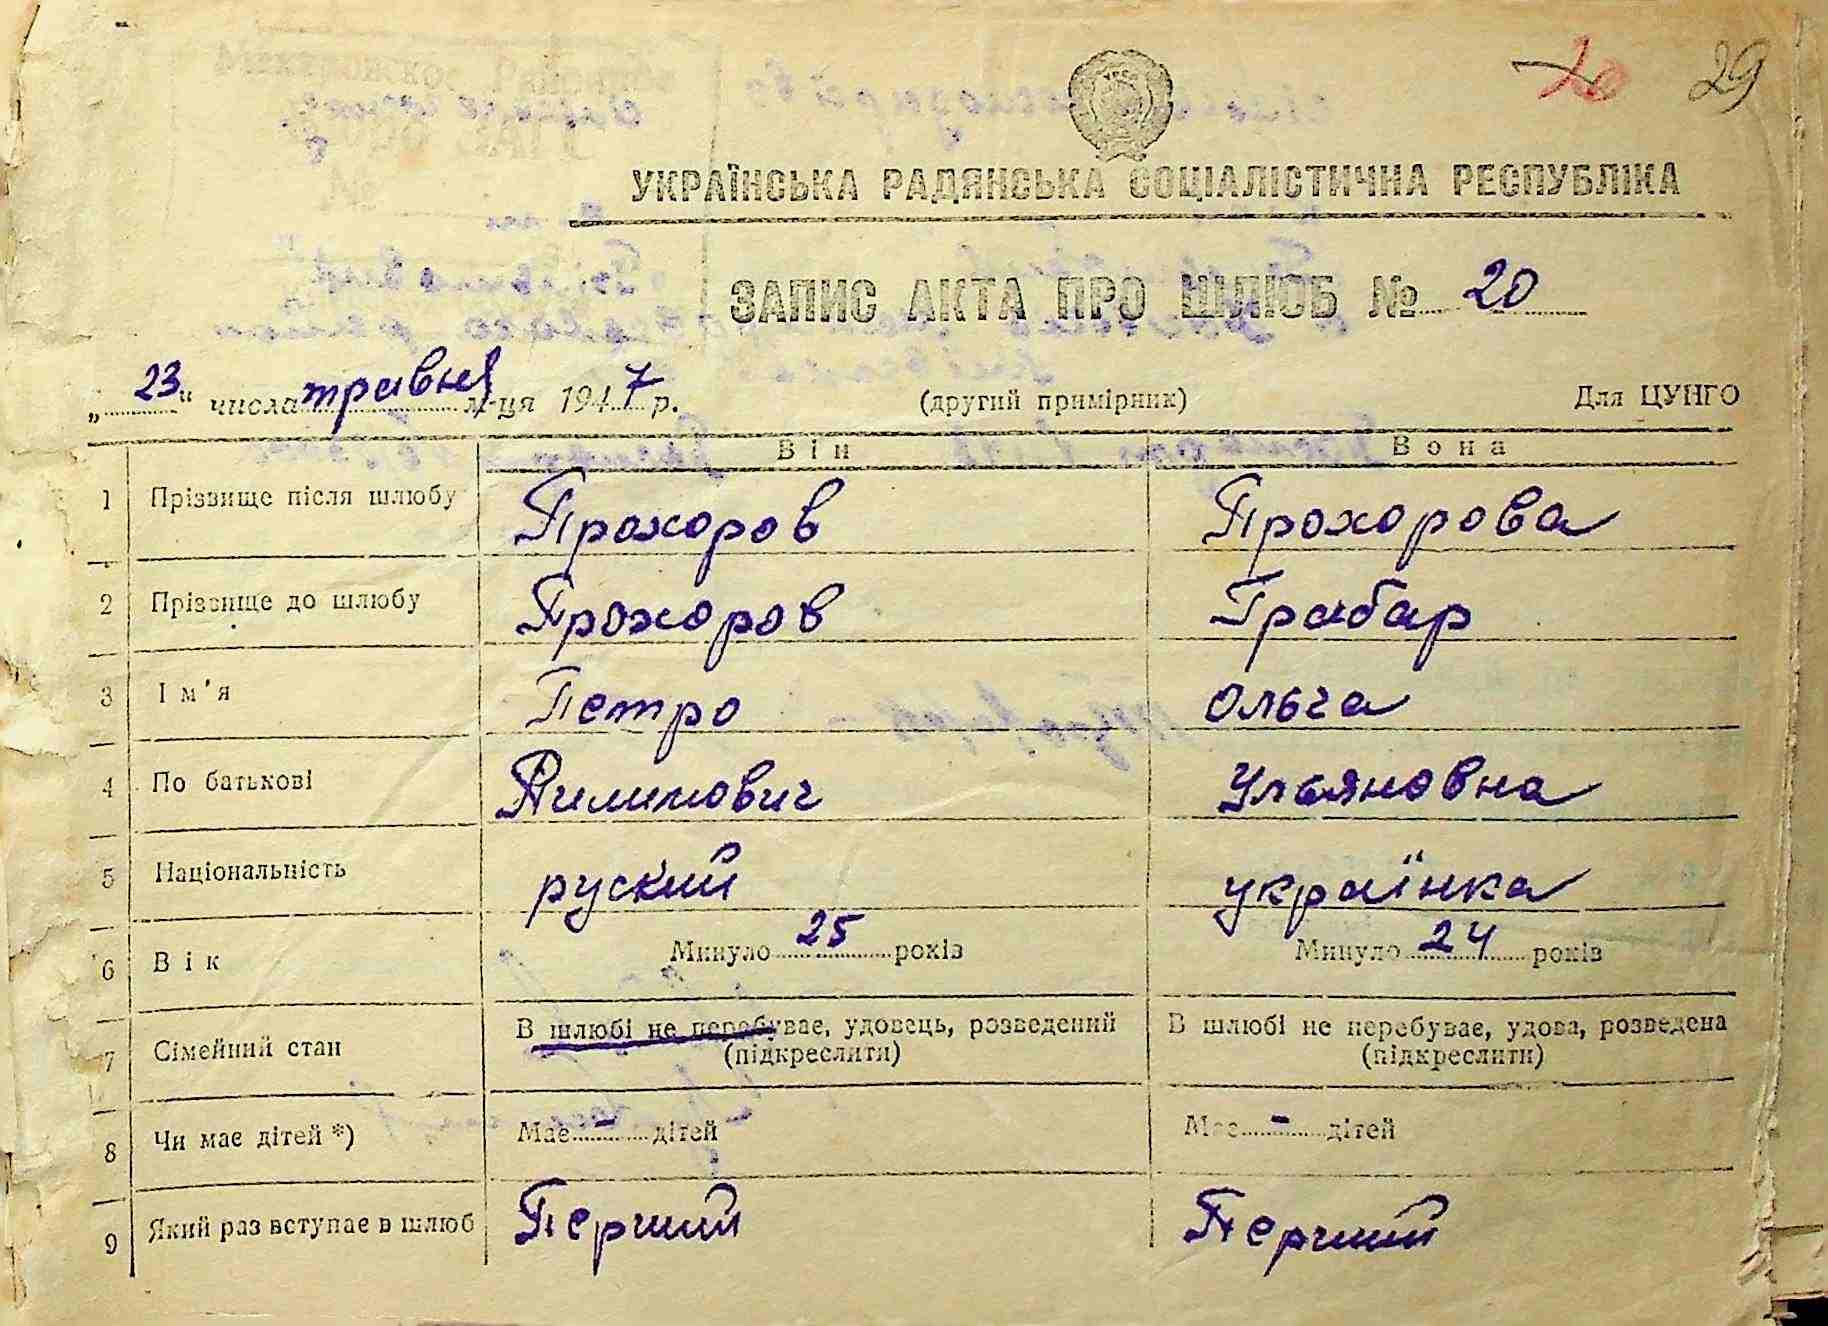 20 29
УРСР
УКРАЇНСЬКА РАДЯНСЬКА СОЦІАЛІСТИЧНА РЕСПУБЛІКА
ЗАПИС АКТА ПРО ШЛЮБ № 20
„23“ числа травня м-ця 1947 р. (другий примірник) Для ЦУНГО
Він Вона
1 Прізвище після шлюбу Прохоров Прохорова
2 Прізвище до шлюбу Прохоров Грабар
3 Ім'я Петро Ольга
4 По батькові Пилипович Ульяновна
5 Національність руский українка
6 Вік Минуло 25 років Минуло 24 років
7 Сімейний стан В шлюбі не перебуває, удовець, розведений (підкреслити) В шлюбі не перебуває, удова, розведена (підкреслити)
8 Чи має дітей *) Має - дітей Має - дітей
9 Який раз вступає в шлюб Перший Перший